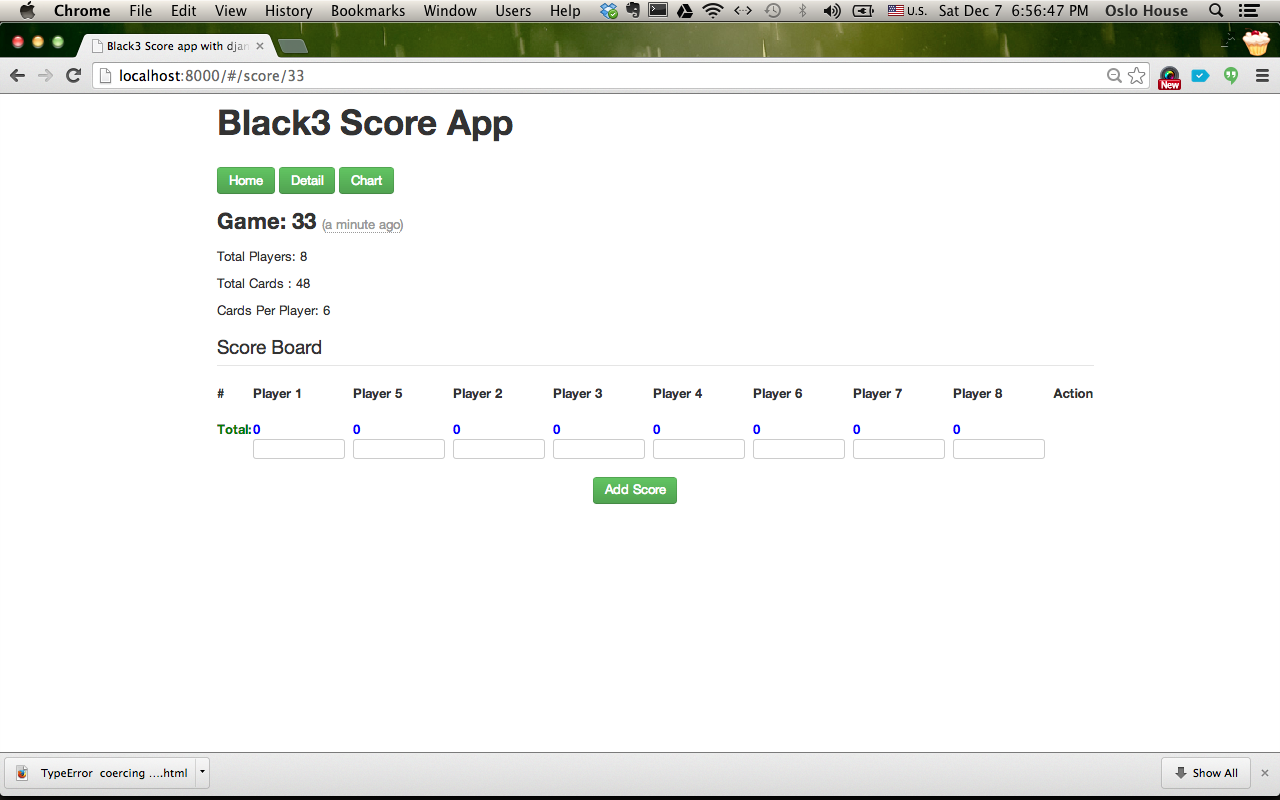 Chrome File Edit View History Bookmarks Window Users Help U.S. Sat Dec 7 6:56:47 PM Oslo House
Black3 Score app with djan
localhost:8000/#/score/33
New
Black3 Score App
Home Detail Chart
Game: 33 (a minute ago)
Total Players: 8
Total Cards : 48
Cards Per Player: 6
Score Board
# Player 1 Player 5 Player 2 Player 3 Player 4 Player 6 Player 7 Player 8 Action
Total: 0 0 0 0 0 0 0 0
Add Score
TypeError coercing ....html Show All